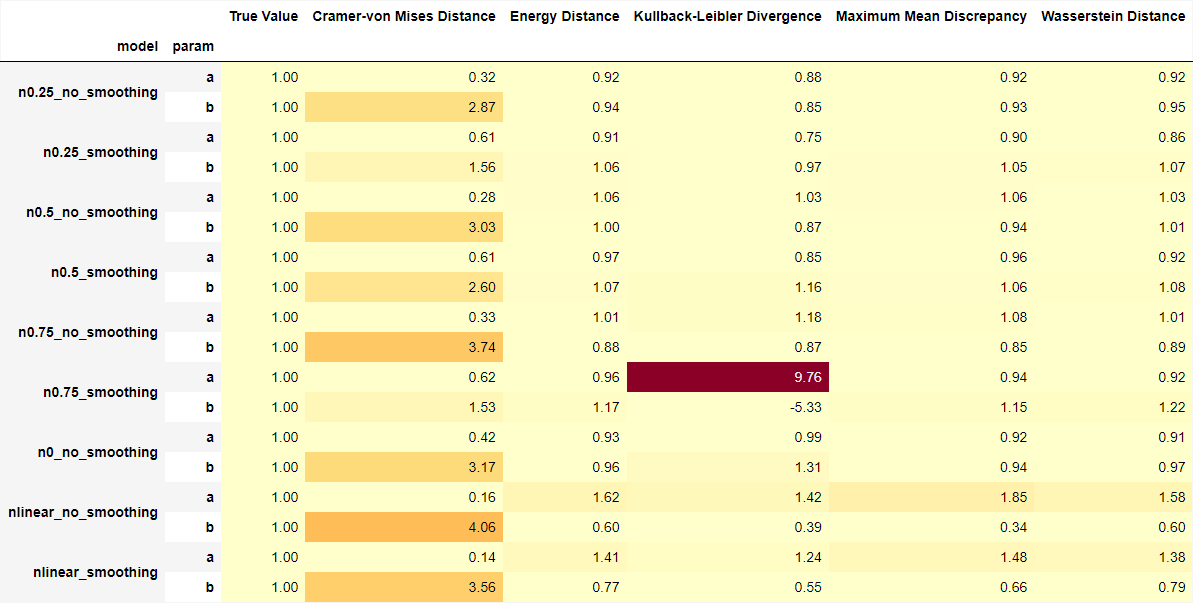 True Value Cramer-von Mises Distance Energy Distance Kullback-Leibler Divergence Maximum Mean Discrepancy Wasserstein Distance
model param
n0.25_no_smoothing a 1.00 0.32 0.92 0.88 0.92 0.92
b 1.00 2.87 0.94 0.85 0.93 0.95
n0.25_smoothing a 1.00 0.61 0.91 0.75 0.90 0.86
b 1.00 1.56 1.06 0.97 1.05 1.07
n0.5_no_smoothing a 1.00 0.28 1.06 1.03 1.06 1.03
b 1.00 3.03 1.00 0.87 0.94 1.01
n0.5_smoothing a 1.00 0.61 0.97 0.85 0.96 0.92
b 1.00 2.60 1.07 1.16 1.06 1.08
n0.75_no_smoothing a 1.00 0.33 1.01 1.18 1.08 1.01
b 1.00 3.74 0.88 0.87 0.85 0.89
n0.75_smoothing a 1.00 0.62 0.96 9.76 0.94 0.92
b 1.00 1.53 1.17 -5.33 1.15 1.22
n0_no_smoothing a 1.00 0.42 0.93 0.99 0.92 0.91
b 1.00 3.17 0.96 1.31 0.94 0.97
nlinear_no_smoothing a 1.00 0.16 1.62 1.42 1.85 1.58
b 1.00 4.06 0.60 0.39 0.34 0.60
nlinear_smoothing a 1.00 0.14 1.41 1.24 1.48 1.38
b 1.00 3.56 0.77 0.55 0.66 0.79